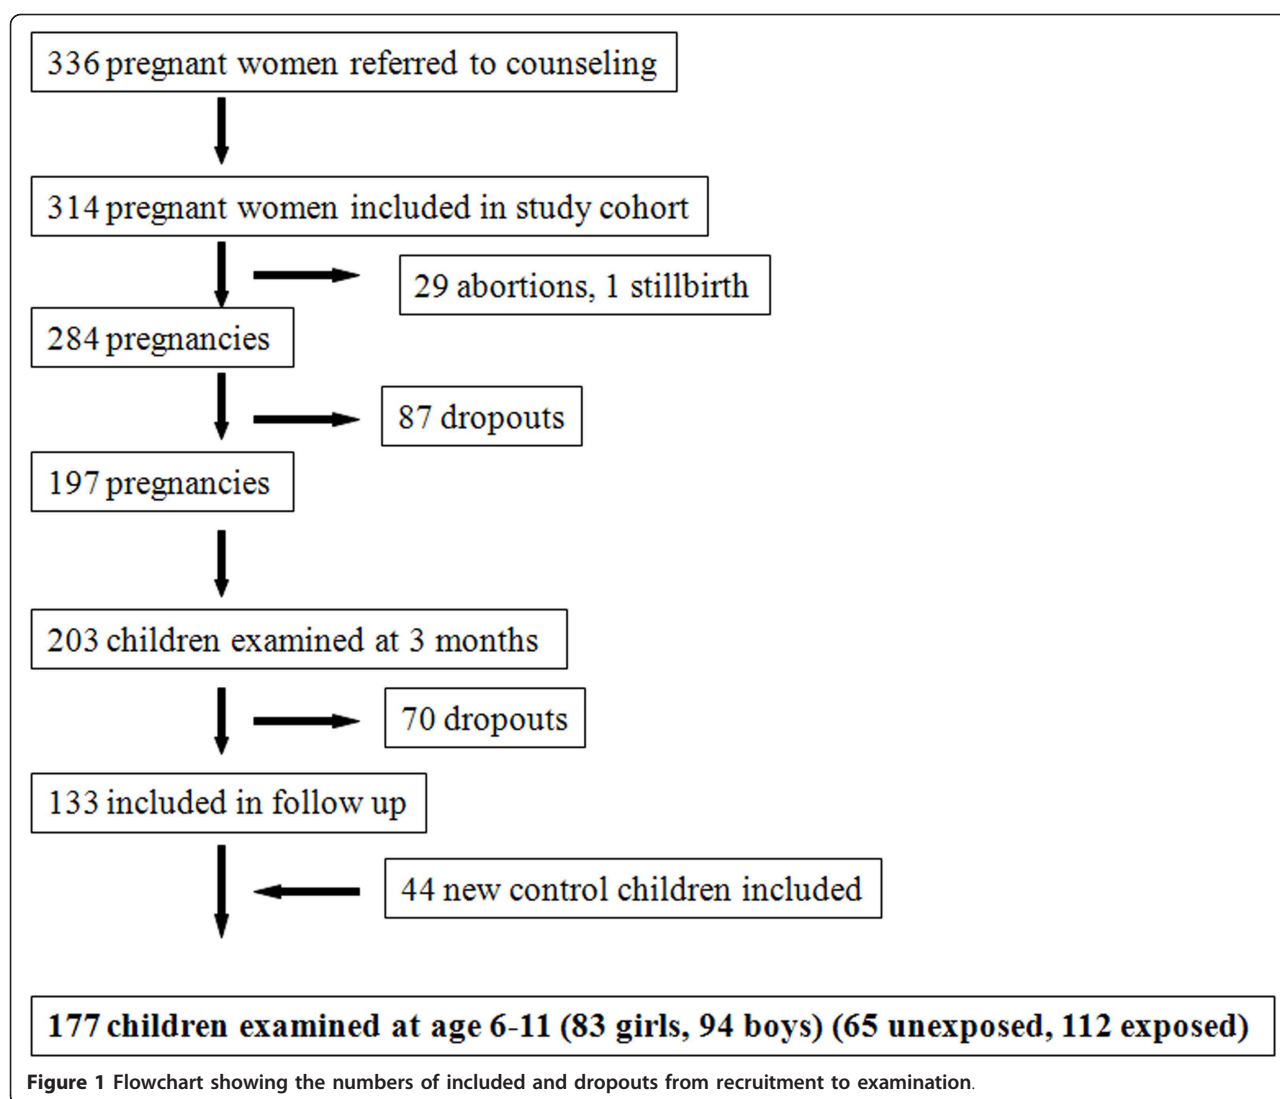 336 pregnant women referred to counseling
314 pregnant women included in study cohort
29 abortions, 1 stillbirth
284 pregnancies
87 dropouts
197 pregnancies
203 children examined at 3 months
70 dropouts
133 included in follow up
44 new control children included
177 children examined at age 6-11 (83 girls, 94 boys) (65 unexposed, 112 exposed)
Figure 1 Flowchart showing the numbers of included and dropouts from recruitment to examination.